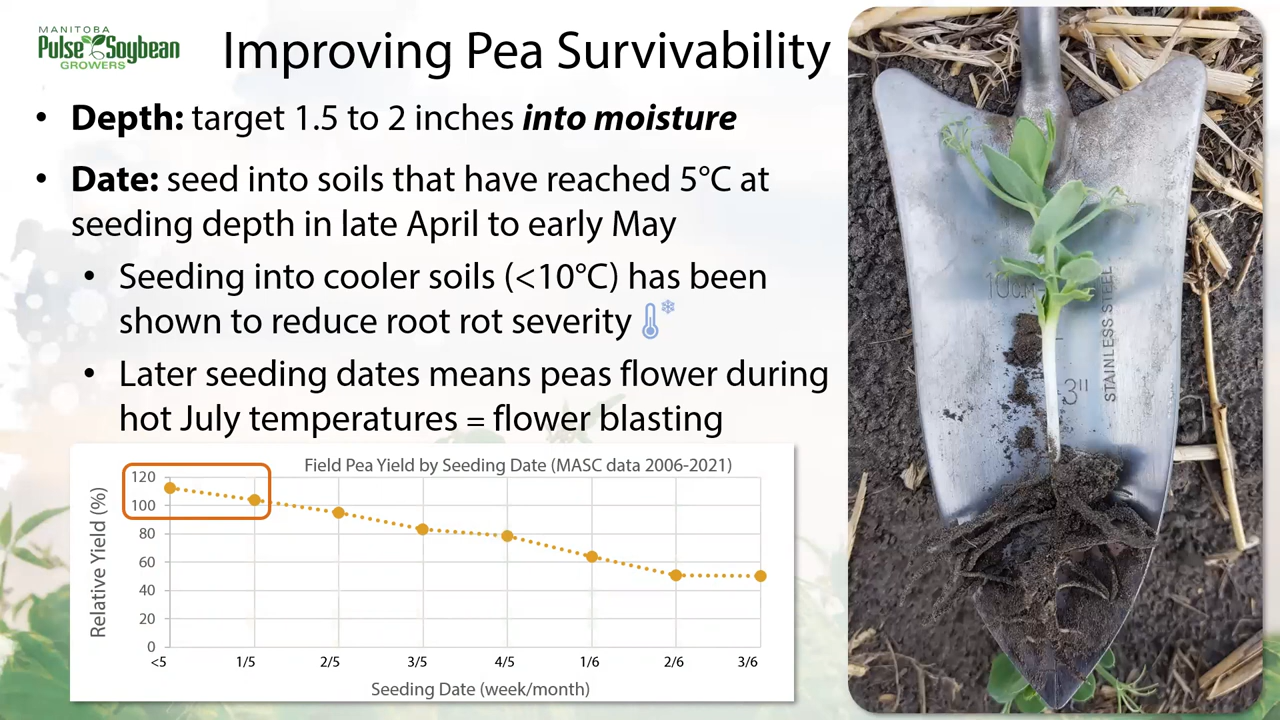 MANITOBA
Pulse Soybean
GROWERS
Improving Pea Survivability
• Depth: target 1.5 to 2 inches into moisture
• Date: seed into soils that have reached 5°C at
seeding depth in late April to early May
• Seeding into cooler soils (<10°C) has been
shown to reduce root rot severity
• Later seeding dates means peas flower during
hot July temperatures = flower blasting
Field Pea Yield by Seeding Date (MASC data 2006-2021)
Relative Yield (%)
120
100
80
60
40
20
0
<5 1/5 2/5 3/5 4/5 1/6 2/6 3/6
Seeding Date (week/month)
3"
STAINLESS STEEL